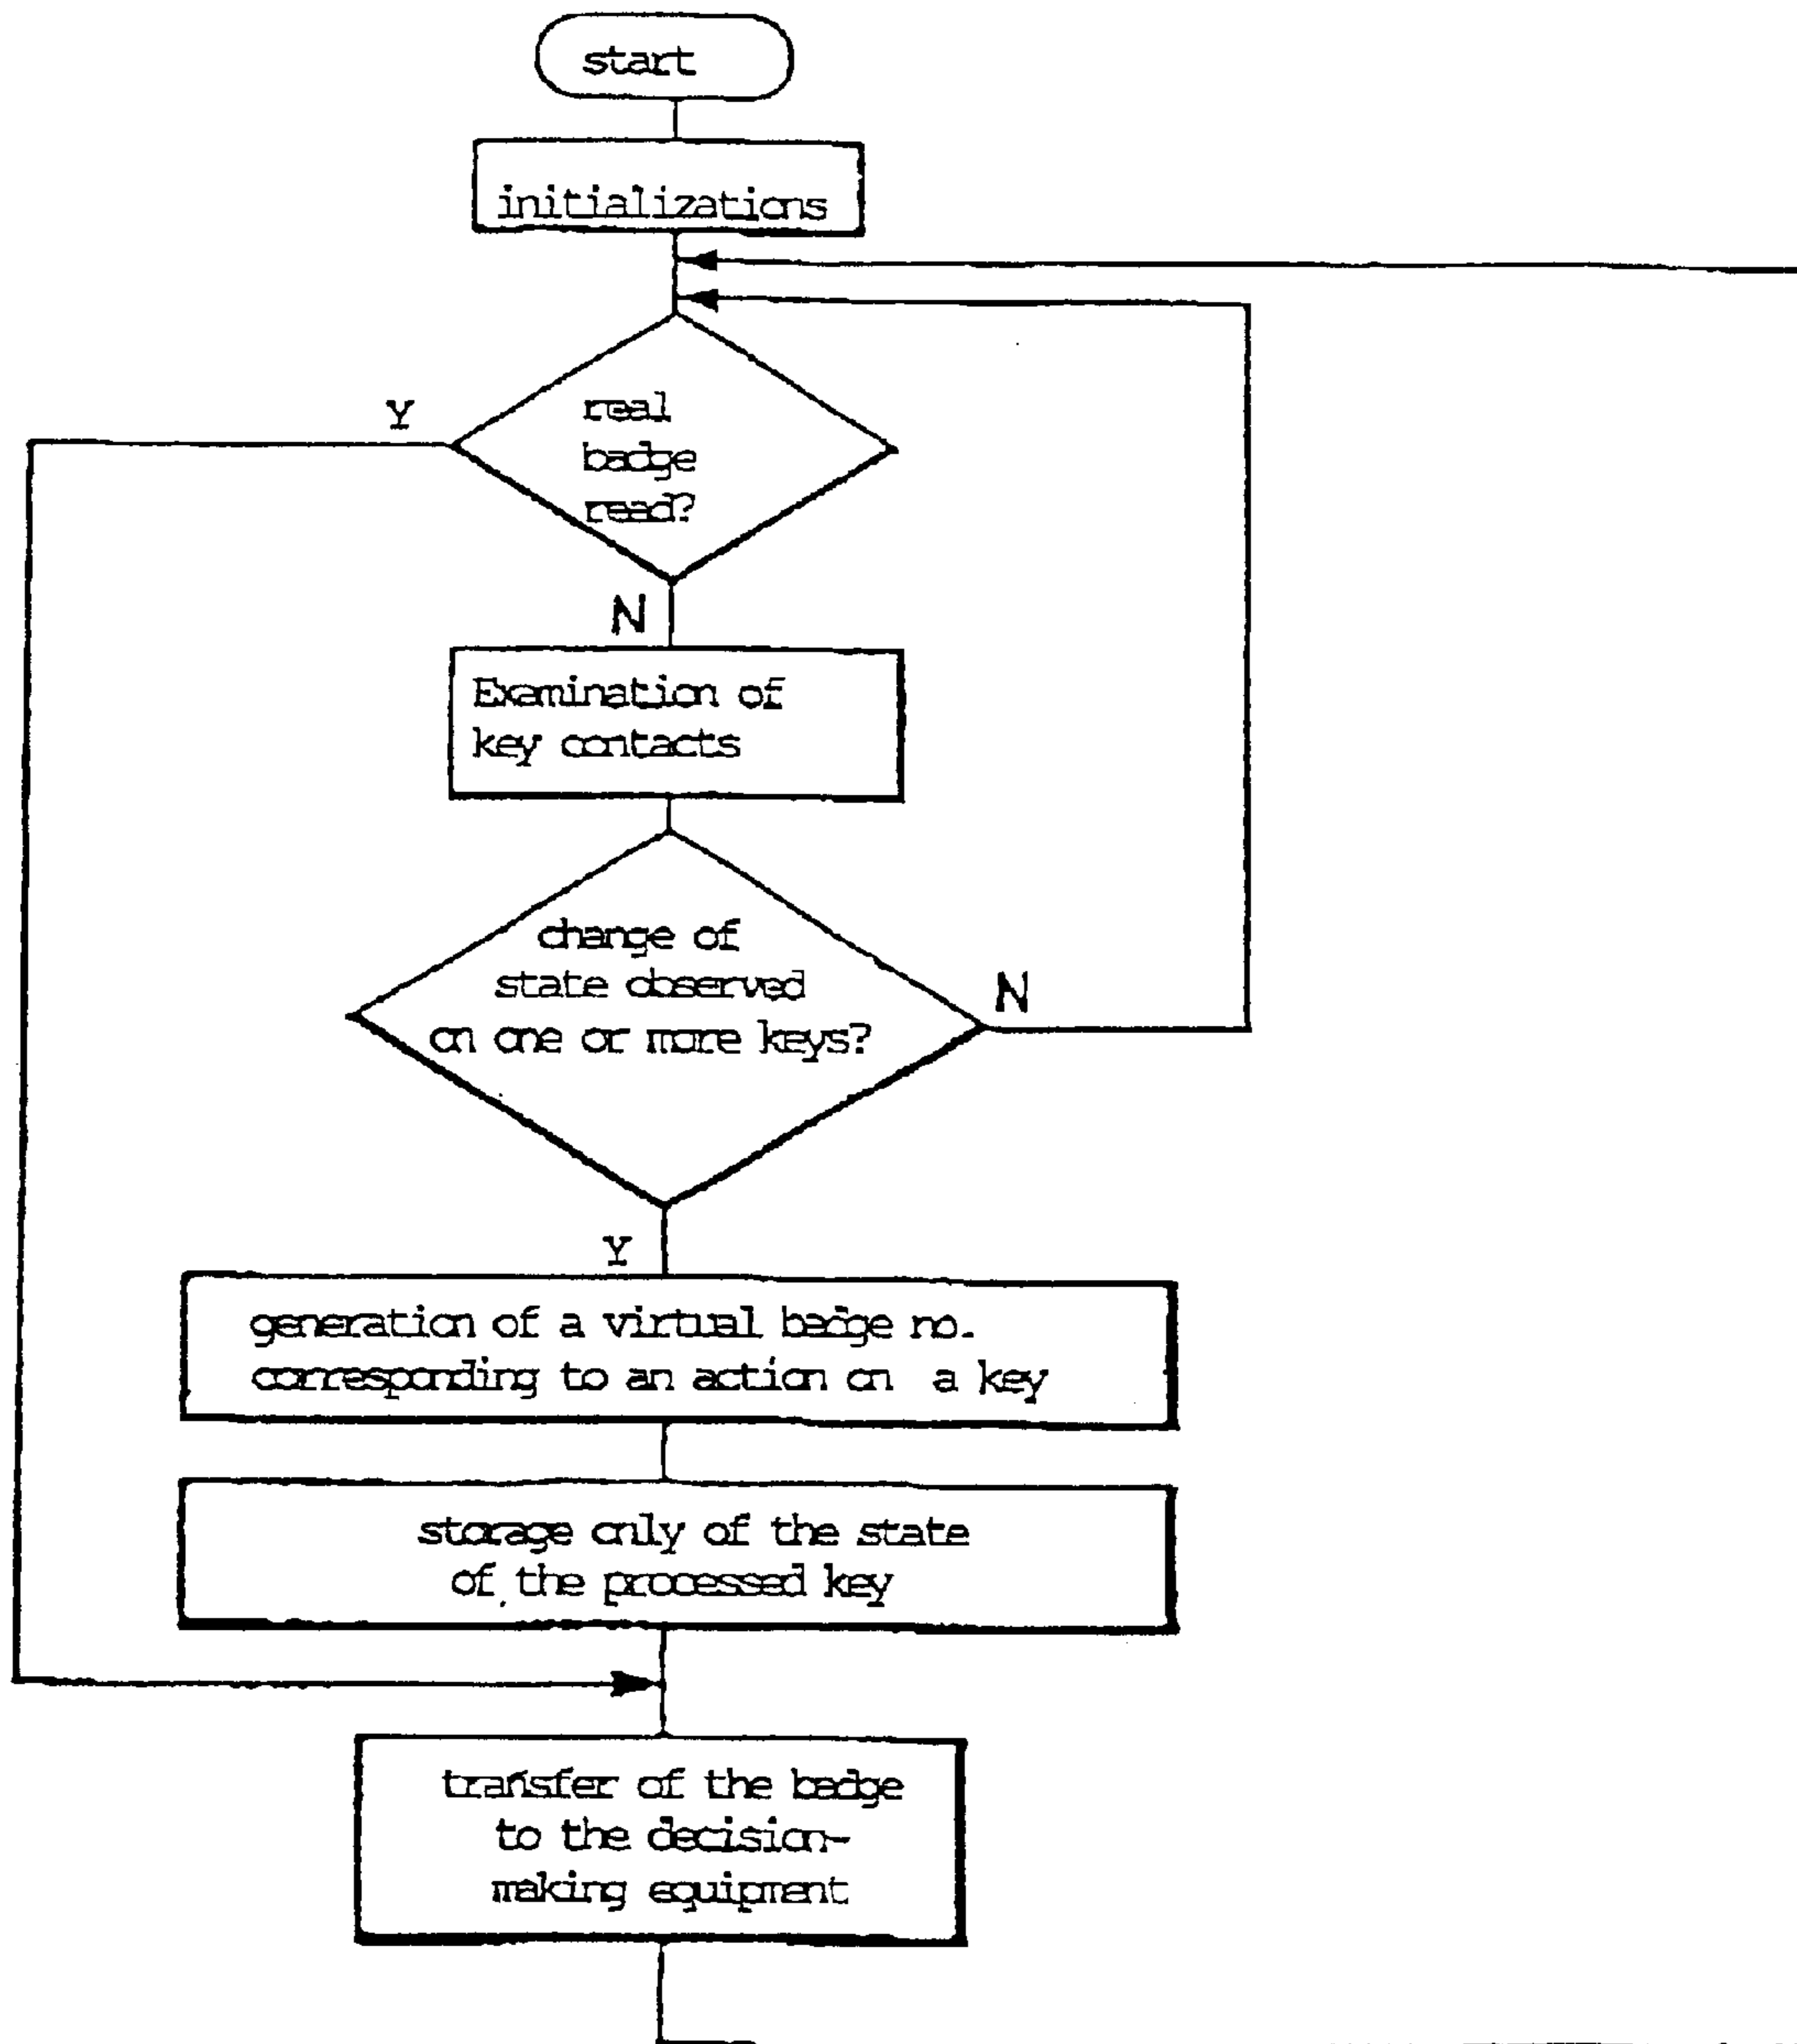 start
initializations
Y
real
badge
read?
N
Examination of
key contacts
change of
state observed
on one or more keys?
N
Y
generation of a virtual badge no.
corresponding to an action on a key
storage only of the state
of the processed key
transfer of the badge
to the decision-
making equipment